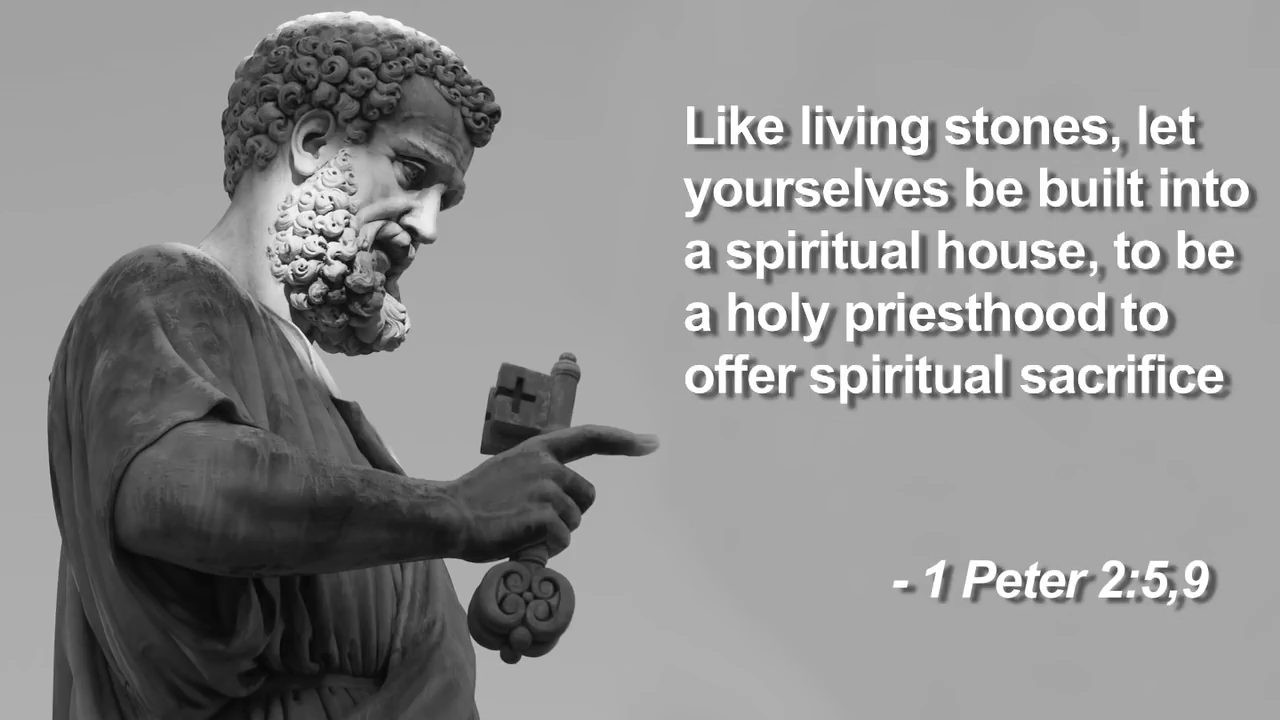 Like living stones, let
yourselves be built into
a spiritual house, to be
a holy priesthood to
offer spiritual sacrifice
- 1 Peter 2:5,9